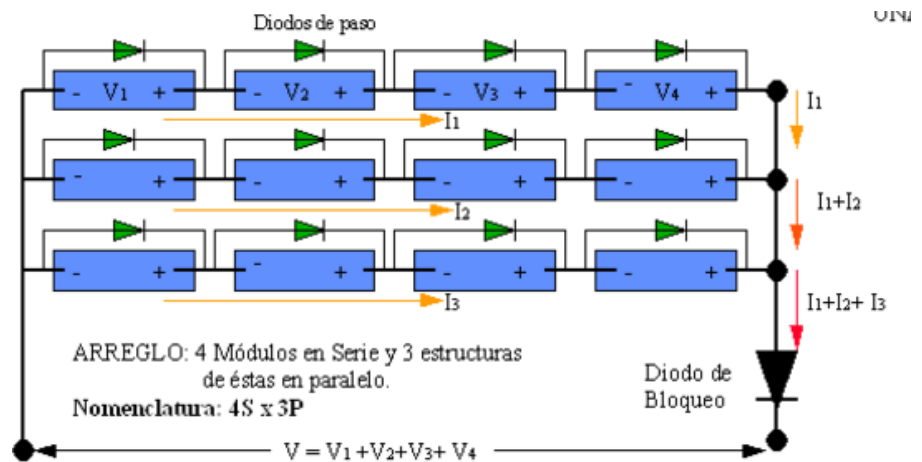 Diodos de paso
- V1 + - V2 + - V3 + - V4 +
I1
I1
- + - + - + - +
I2
I1+I2
- + - + - + - +
I3
I1+I2+ I3
ARREGLO: 4 Módulos en Serie y 3 estructuras
de éstas en paralelo.
Nomenclatura: 4S x 3P
Diodo de
Bloqueo
V = V1 +V2+V3+ V4